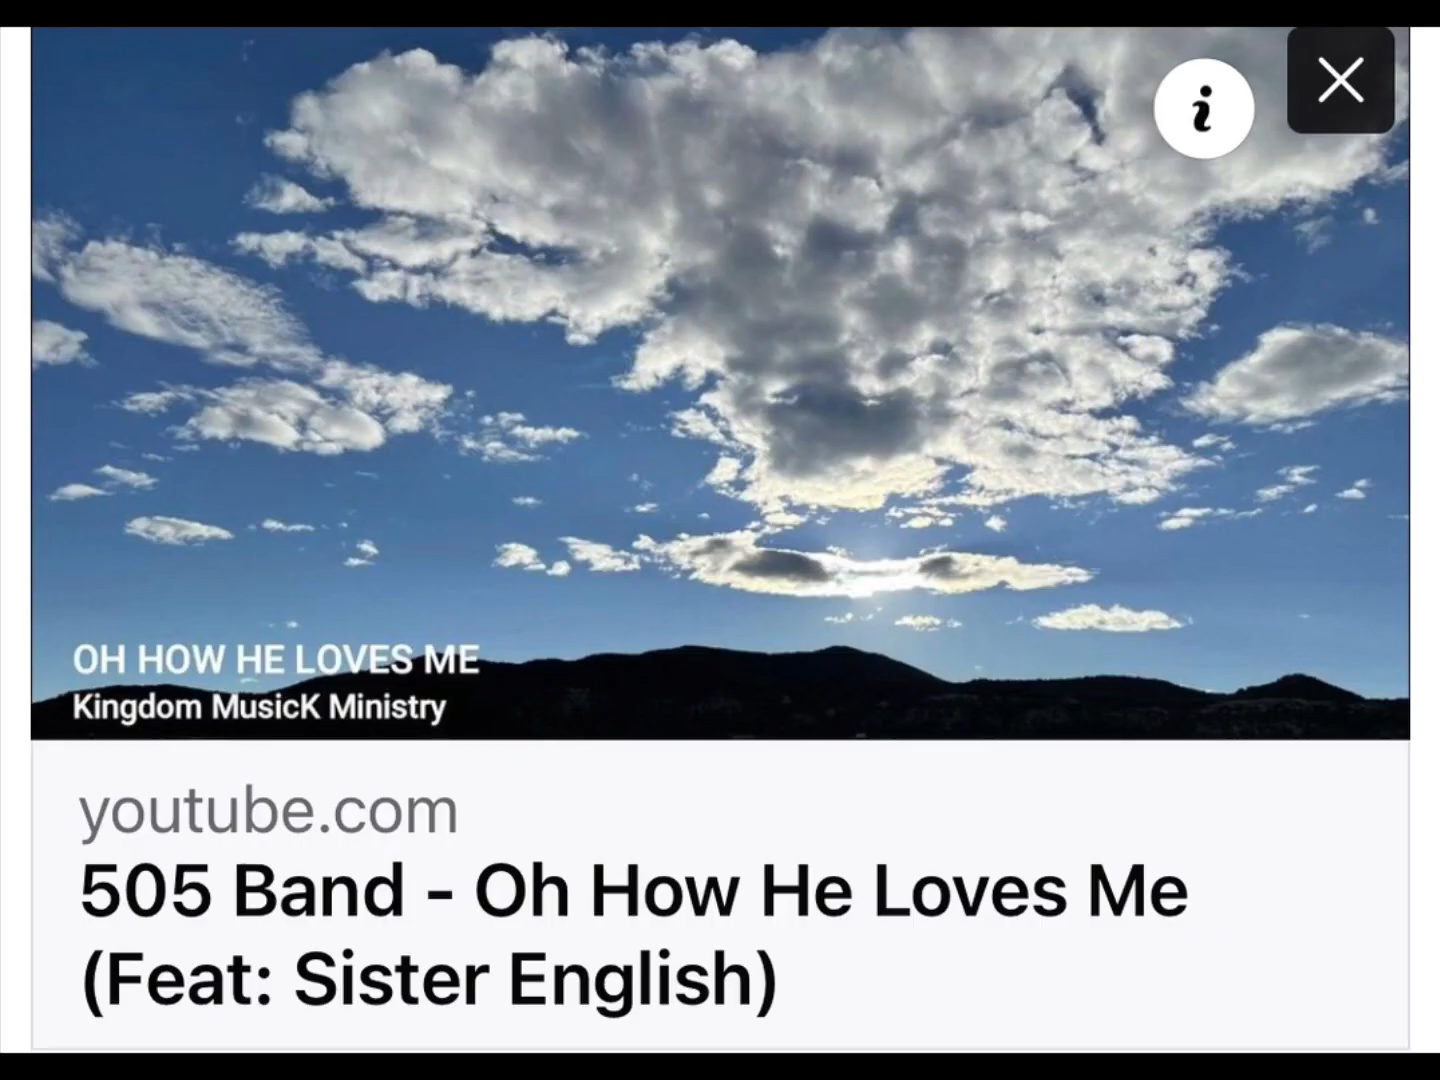 OH HOW HE LOVES ME
Kingdom MusicK Ministry
youtube.com
505 Band - Oh How He Loves Me
(Feat: Sister English)